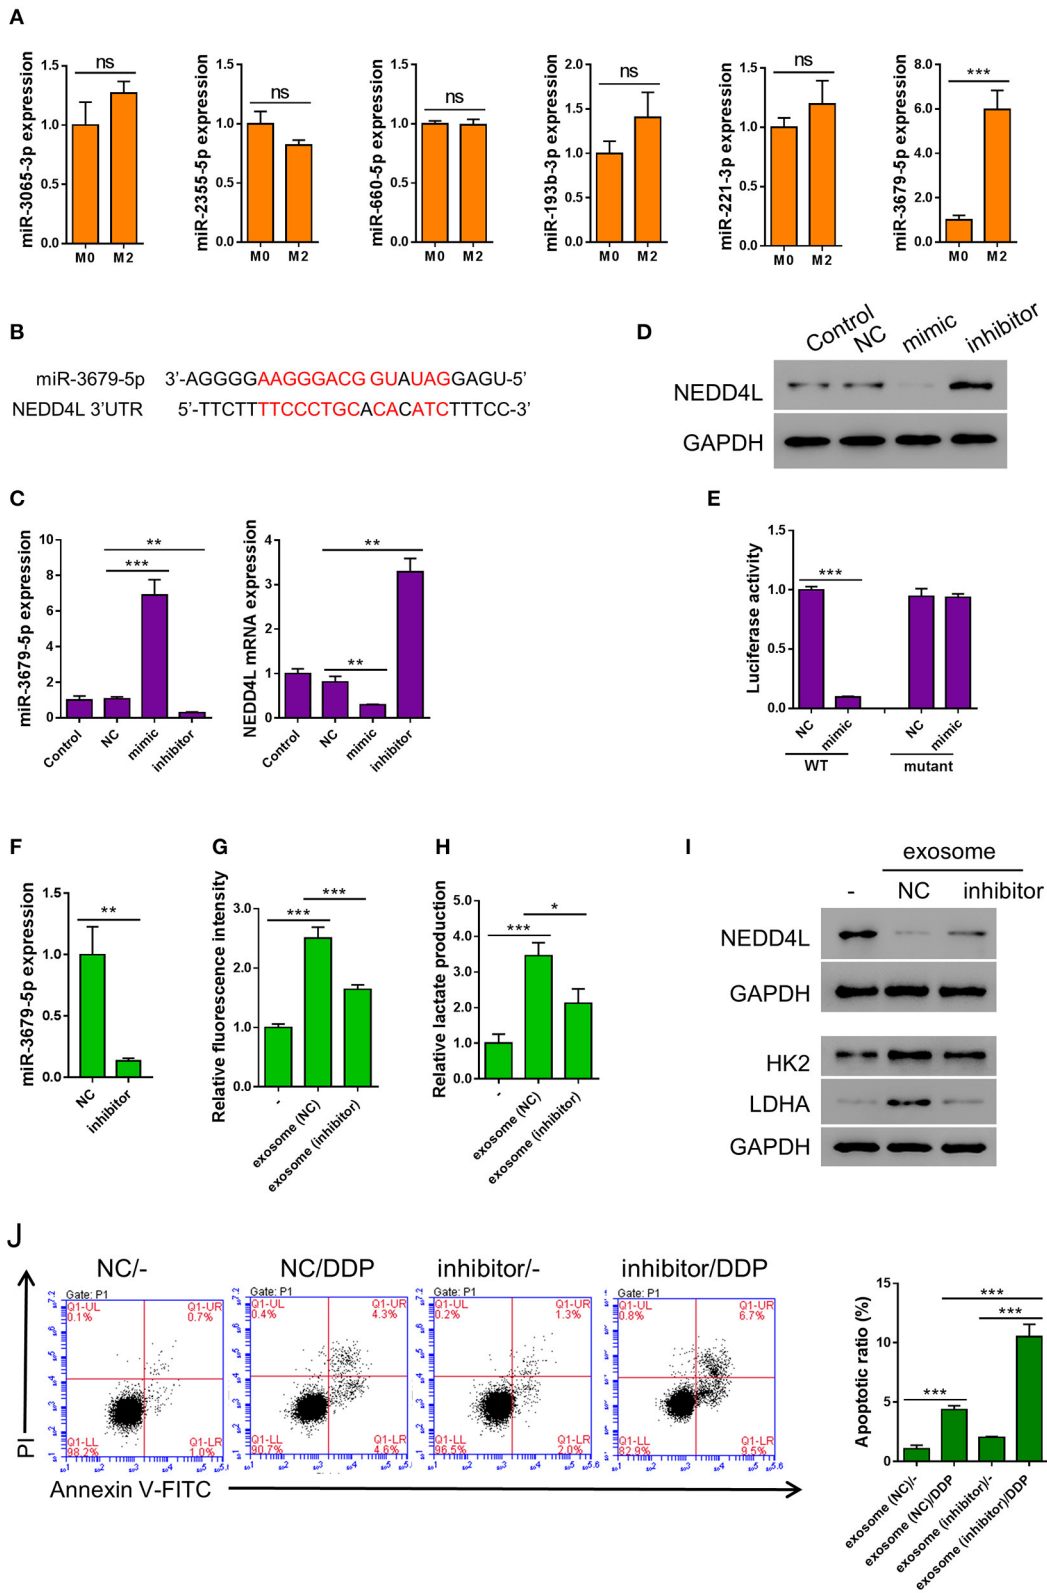 A
miR-3065-3p expression
1.5
1.0
0.5
0.0
ns
M0 M2
miR-2355-5p expression
1.5
1.0
0.5
0.0
ns
M0 M2
miR-660-5p expression
1.5
1.0
0.5
0.0
ns
M0 M2
miR-193b-3p expression
2.0
1.5
1.0
0.5
0.0
ns
M0 M2
miR-221-3p expression
1.5
1.0
0.5
0.0
ns
M0 M2
miR-3679-5p expression
8.0
6.0
4.0
2.0
0.0
***
M0 M2
B
miR-3679-5p 3'-AGGGGAAGGGACG GUAUAGGAGU-5'
NEDD4L 3'UTR 5'-TTCTTTTCCCTGCACACATCTTTCC-3'
D
Control NC mimic inhibitor
NEDD4L
GAPDH
C
miR-3679-5p expression
10
8
6
4
2
0
**
***
Control NC mimic inhibitor
NEDD4L mRNA expression
4
3
2
1
0
**
**
Control NC mimic inhibitor
E
Luciferase activity
1.5
1.0
0.5
0.0
***
NC mimic NC mimic
WT mutant
F
miR-3679-5p expression
1.5
1.0
0.5
0.0
**
NC inhibitor
G
Relative fluorescence intensity
3.0
2.0
1.0
0.0
***
***
- exosome (NC) exosome (inhibitor)
H
Relative lactate production
5.0
4.0
3.0
2.0
1.0
0.0
*
***
- exosome (NC) exosome (inhibitor)
I
exosome
- NC inhibitor
NEDD4L
GAPDH
HK2
LDHA
GAPDH
J
PI
NC/- NC/DDP inhibitor/- inhibitor/DDP
Gate: P1
Q1-UL Q1-UR
0.1% 0.7%
Q1-LL Q1-LR
98.2% 1.0%
Gate: P1
Q1-UL Q1-UR
0.4% 4.3%
Q1-LL Q1-LR
90.7% 4.6%
Gate: P1
Q1-UL Q1-UR
0.2% 1.3%
Q1-LL Q1-LR
96.5% 2.0%
Gate: P1
Q1-UL Q1-UR
0.8% 6.7%
Q1-LL Q1-LR
82.9% 9.5%
Annexin V-FITC
Apoptotic ratio (%)
15
10
5
0
***
***
***
exosome (NC)/-
exosome (NC)/DDP
exosome (inhibitor)/-
exosome (inhibitor)/DDP